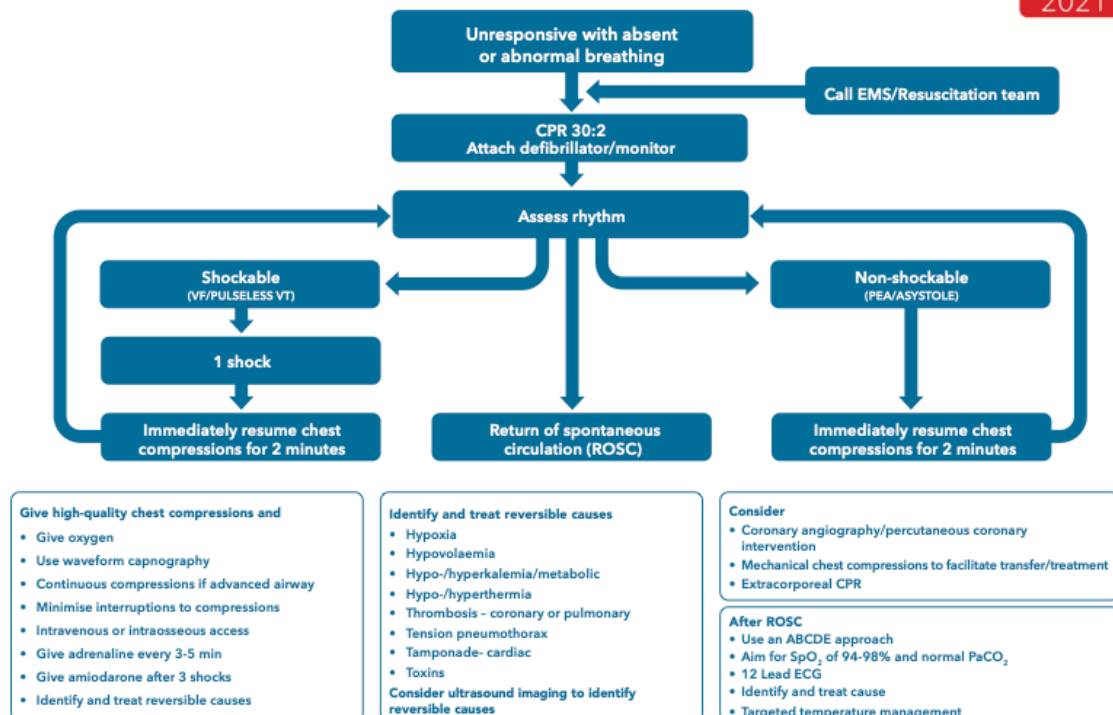 2021
Unresponsive with absent
or abnormal breathing
Call EMS/Resuscitation team
CPR 30:2
Attach defibrillator/monitor
Assess rhythm
Shockable
(VF/PULSELESS VT)
Non-shockable
(PEA/ASYSTOLE)
1 shock
Immediately resume chest
compressions for 2 minutes
Return of spontaneous
circulation (ROSC)
Immediately resume chest
compressions for 2 minutes
Give high-quality chest compressions and
• Give oxygen
• Use waveform capnography
• Continuous compressions if advanced airway
• Minimise interruptions to compressions
• Intravenous or intraosseous access
• Give adrenaline every 3-5 min
• Give amiodarone after 3 shocks
• Identify and treat reversible causes
Identify and treat reversible causes
• Hypoxia
• Hypovolaemia
• Hypo-/hyperkalemia/metabolic
• Hypo-/hyperthermia
• Thrombosis – coronary or pulmonary
• Tension pneumothorax
• Tamponade- cardiac
• Toxins
Consider ultrasound imaging to identify
reversible causes
Consider
• Coronary angiography/percutaneous coronary
intervention
• Mechanical chest compressions to facilitate transfer/treatment
• Extracorporeal CPR
After ROSC
• Use an ABCDE approach
• Aim for SpO₂ of 94-98% and normal PaCO₂
• 12 Lead ECG
• Identify and treat cause
• Targeted temperature management